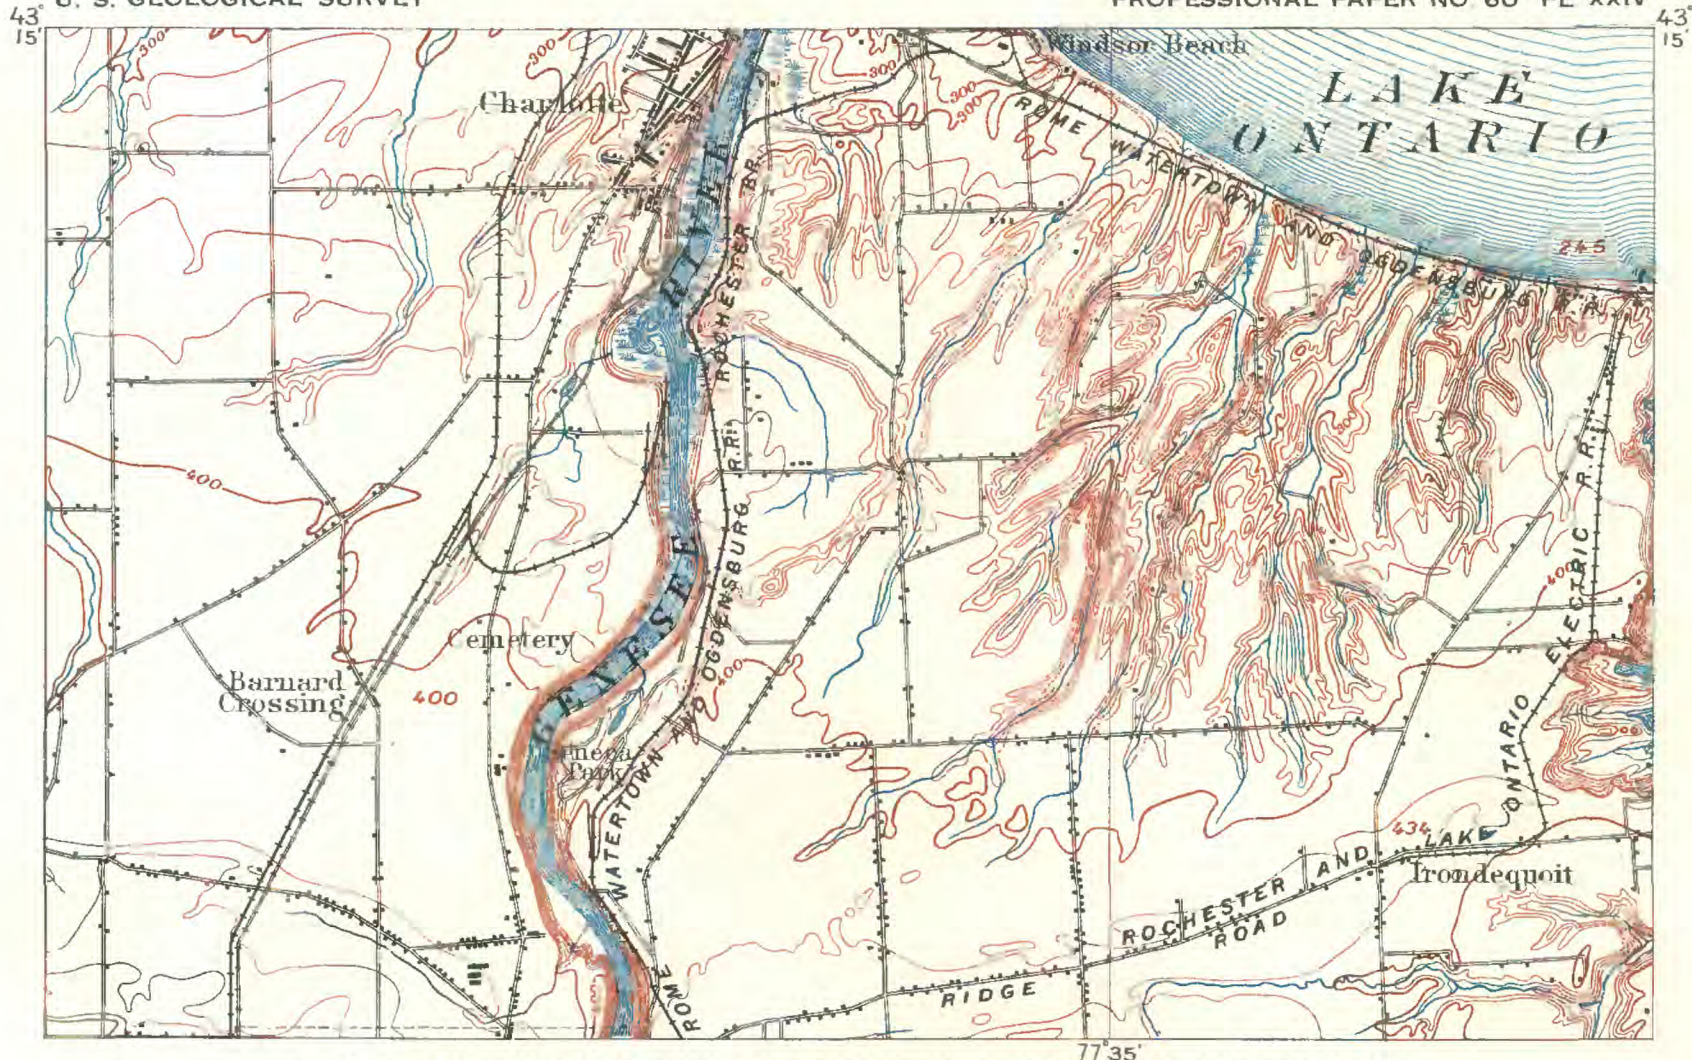 U. S. GEOLOGICAL SURVEY
PROFESSIONAL PAPER NO 60 PL XXIV
43°
15'
43°
15'
Windsor Beach
LAKE
ONTARIO
Charlotte
300
300
300
300
300
245
ROME WATERTOWN AND OGDENSBURG R.R.
ROCHESTER BR.
GENESEE RIVER
400
400
Cemetery
Barnard
Crossing
400
400
Park
ROME WATERTOWN AND OGDENSBURG R.R.
300
ROCHESTER AND LAKE ONTARIO ELECTRIC R.R.
434
Irondequoit
RIDGE ROAD
77°35'